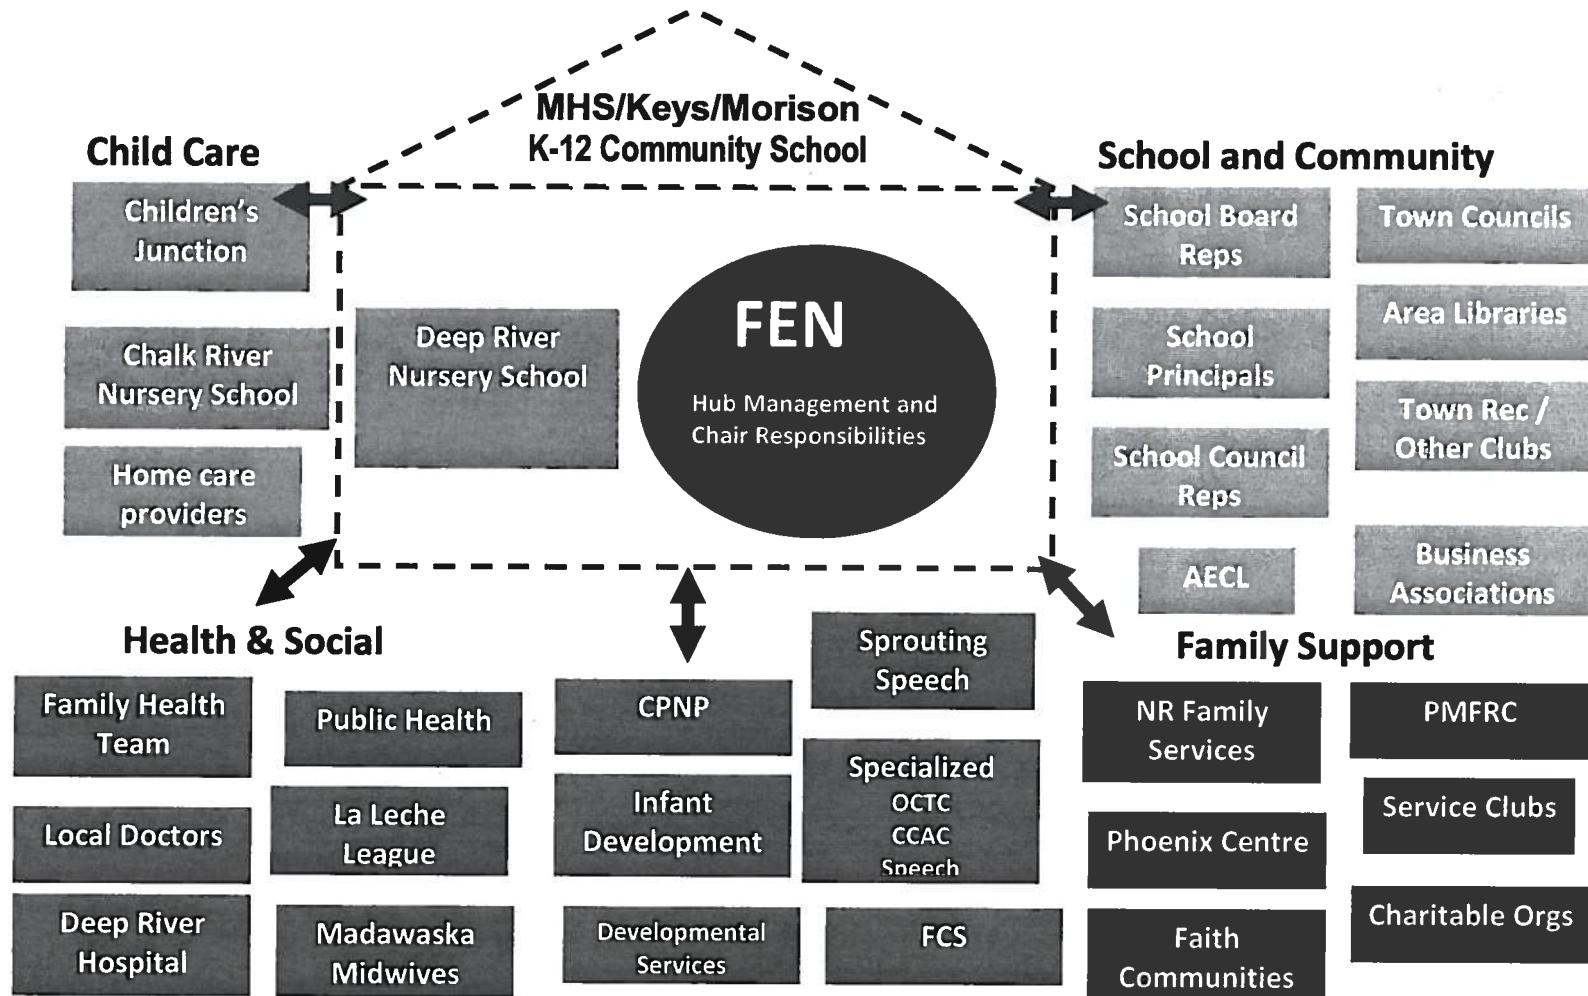 MHS/Keys/Morison
K-12 Community School
Child Care
Children's
Junction
Chalk River
Nursery School
Home care
providers
Deep River
Nursery School
FEN
Hub Management and
Chair Responsibilities
School and Community
School Board
Reps
Town Councils
School
Principals
Area Libraries
School Council
Reps
Town Rec /
Other Clubs
AECL
Business
Associations
Health & Social
Family Health
Team
Public Health
Local Doctors
La Leche
League
Deep River
Hospital
Madawaska
Midwives
CPNP
Sprouting
Speech
Infant
Development
Specialized
OCTC
CCAC
Speech
Developmental
Services
FCS
Family Support
NR Family
Services
PMFRC
Phoenix Centre
Service Clubs
Faith
Communities
Charitable Orgs